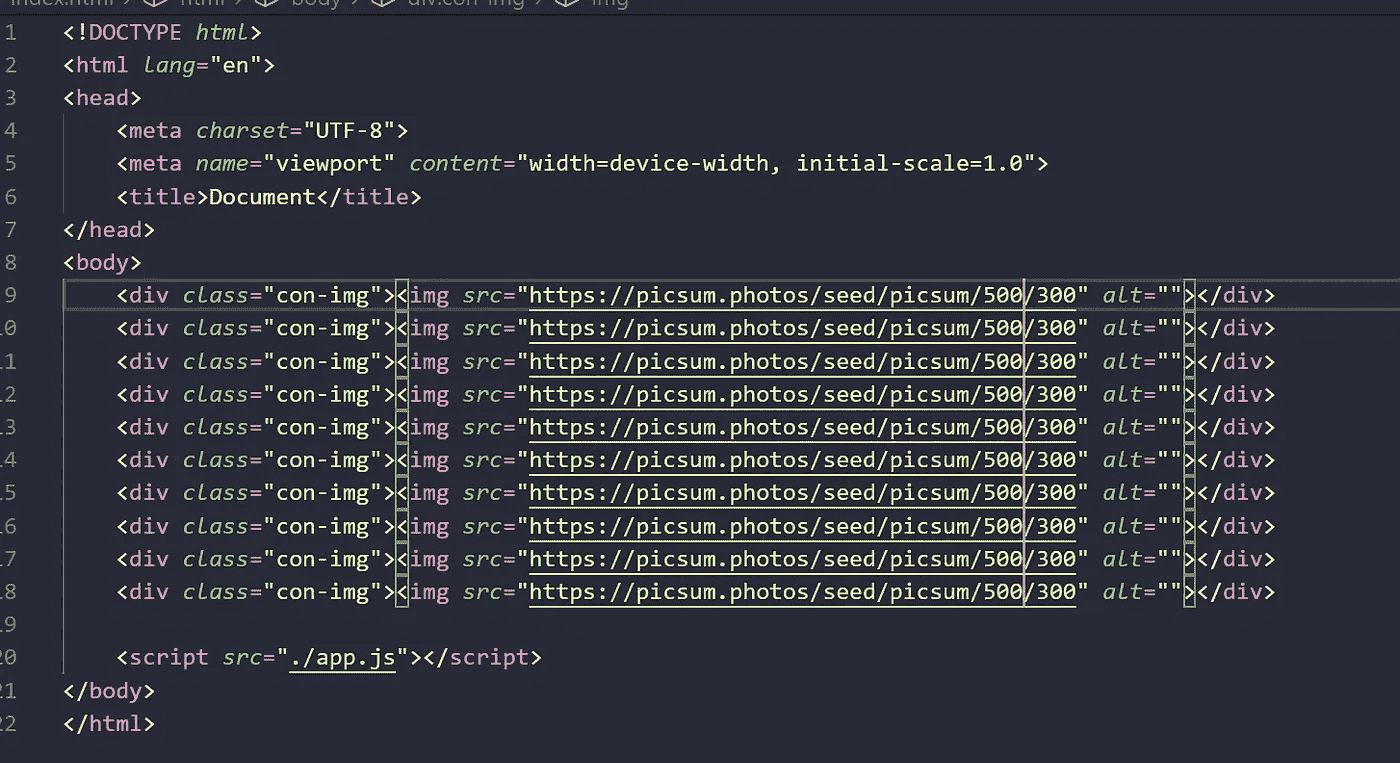 index.html > html > body > div.con-img > img
1 <!DOCTYPE html>
2 <html lang="en">
3 <head>
4     <meta charset="UTF-8">
5     <meta name="viewport" content="width=device-width, initial-scale=1.0">
6     <title>Document</title>
7 </head>
8 <body>
9     <div class="con-img"><img src="https://picsum.photos/seed/picsum/500/300" alt=""></div>
10     <div class="con-img"><img src="https://picsum.photos/seed/picsum/500/300" alt=""></div>
11     <div class="con-img"><img src="https://picsum.photos/seed/picsum/500/300" alt=""></div>
12     <div class="con-img"><img src="https://picsum.photos/seed/picsum/500/300" alt=""></div>
13     <div class="con-img"><img src="https://picsum.photos/seed/picsum/500/300" alt=""></div>
14     <div class="con-img"><img src="https://picsum.photos/seed/picsum/500/300" alt=""></div>
15     <div class="con-img"><img src="https://picsum.photos/seed/picsum/500/300" alt=""></div>
16     <div class="con-img"><img src="https://picsum.photos/seed/picsum/500/300" alt=""></div>
17     <div class="con-img"><img src="https://picsum.photos/seed/picsum/500/300" alt=""></div>
18     <div class="con-img"><img src="https://picsum.photos/seed/picsum/500/300" alt=""></div>
19
20     <script src="./app.js"></script>
21 </body>
22 </html>